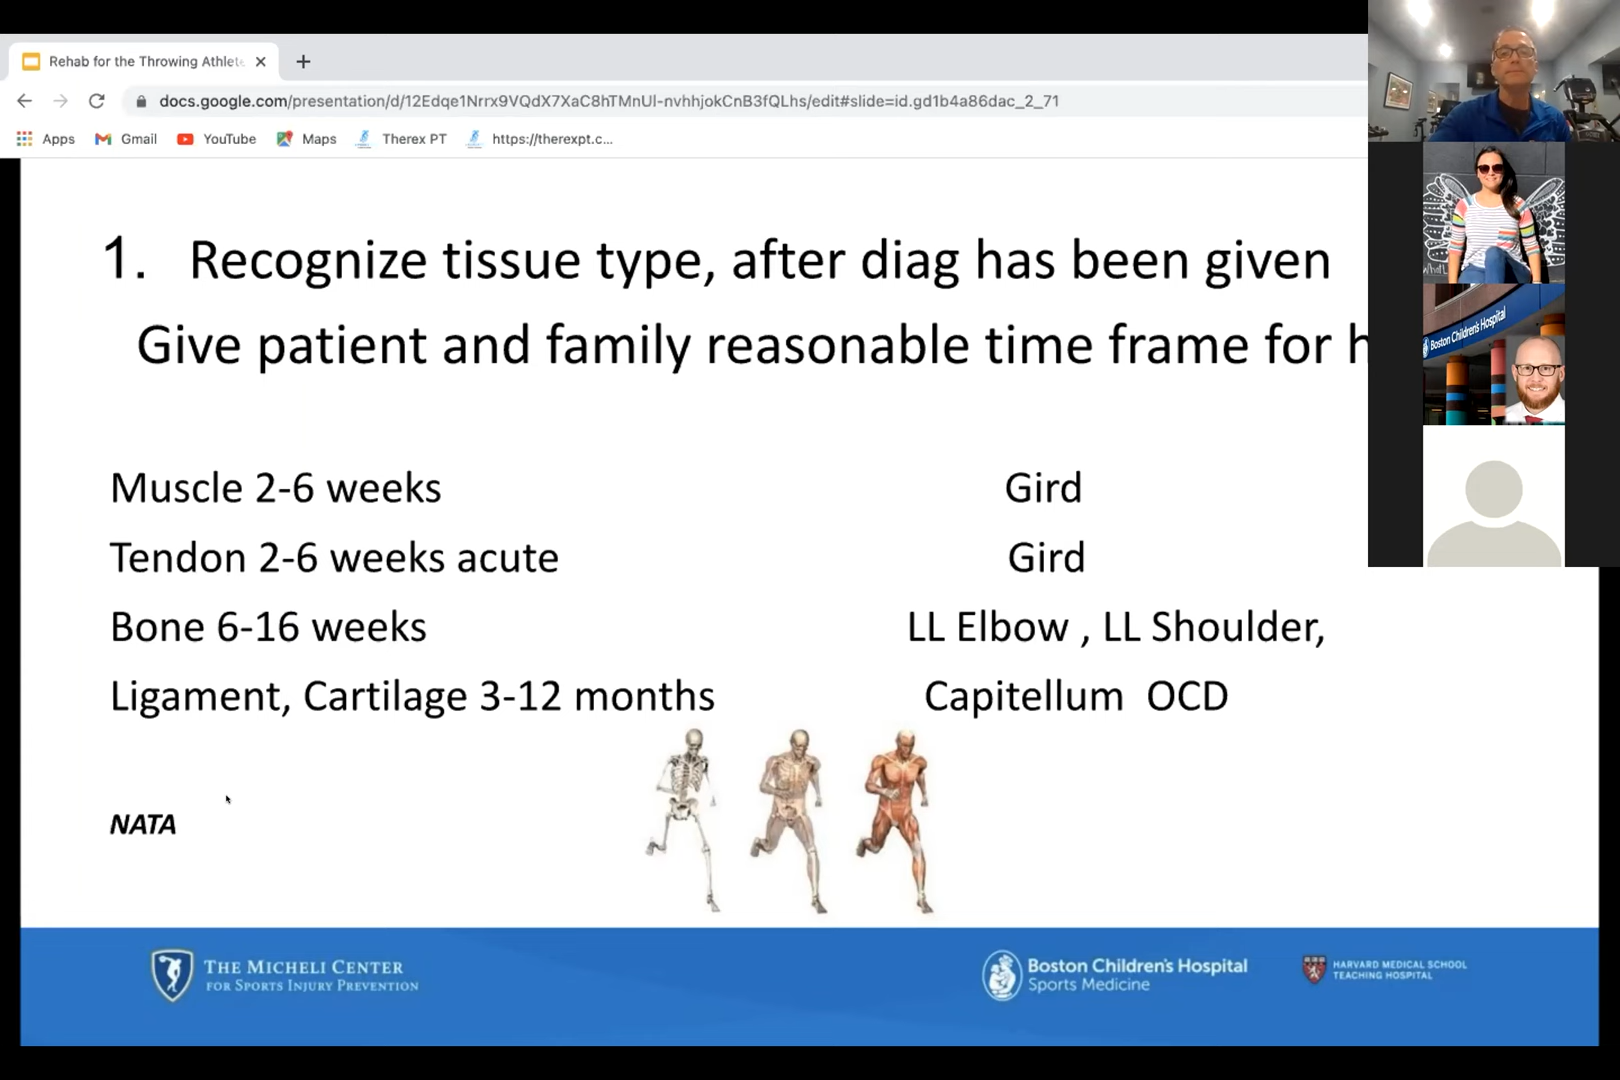 Rehab for the Throwing Athlet
docs.google.com/presentation/d/12Edqe1Nrrx9VQdX7XaC8hTMnUl-nvhhjokCnB3fQLhs/edit#slide=id.gd1b4a86dac_2_71
Apps Gmail YouTube Maps Therex PT https://therexpt.c...
1. Recognize tissue type, after diag has been given
Give patient and family reasonable time frame for h
Boston Children's Hospital
Muscle 2-6 weeks Gird
Tendon 2-6 weeks acute Gird
Bone 6-16 weeks LL Elbow , LL Shoulder,
Ligament, Cartilage 3-12 months Capitellum OCD
NATA
THE MICHELI CENTER
FOR SPORTS INJURY PREVENTION
Boston Children's Hospital
Sports Medicine
HARVARD MEDICAL SCHOOL
TEACHING HOSPITAL